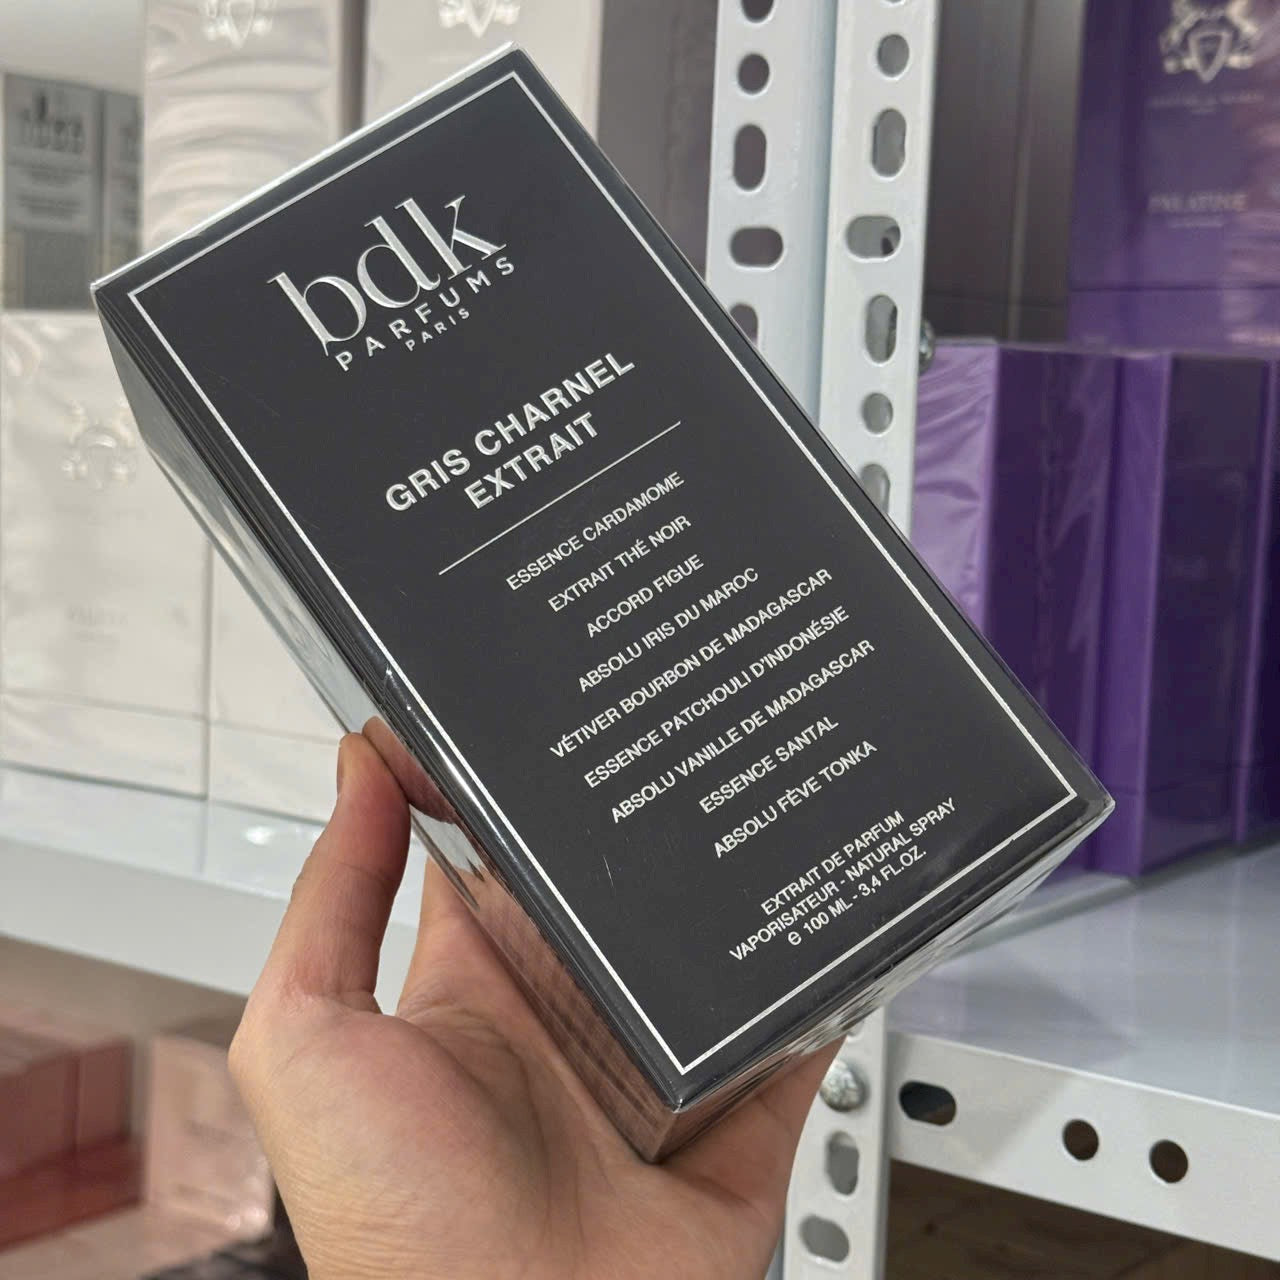 bdk
PARFUMS
PARIS
GRIS CHARNEL
EXTRAIT
ESSENCE CARDAMOME
EXTRAIT THÉ NOIR
ACCORD FIGUE
ABSOLU IRIS DU MAROC
VÉTIVER BOURBON DE MADAGASCAR
ESSENCE PATCHOULI D'INDONÉSIE
ABSOLU VANILLE DE MADAGASCAR
ESSENCE SANTAL
ABSOLU FÈVE TONKA
EXTRAIT DE PARFUM
VAPORISATEUR - NATURAL SPRAY
e 100 ML - 3,4 FL.OZ.
PALATINE